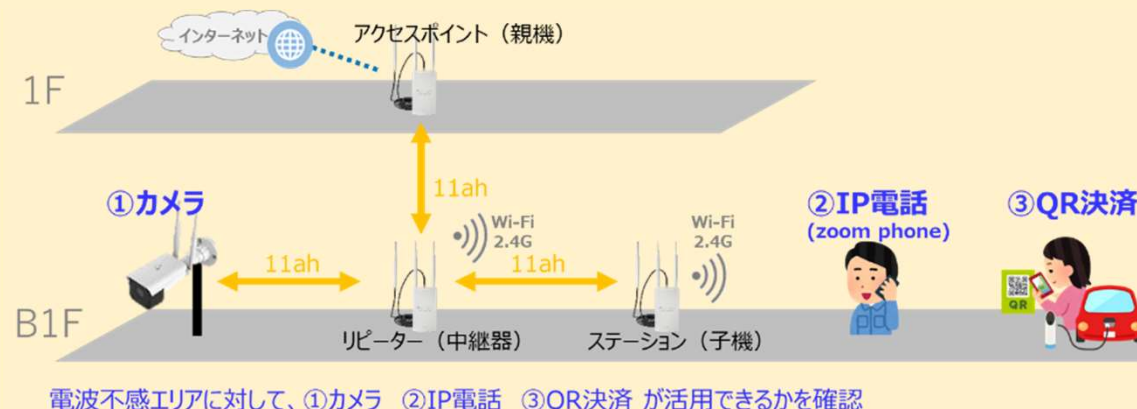 インターネット
アクセスポイント（親機）
1F
11ah
①カメラ
②IP電話
(zoom phone)
③QR決済
Wi-Fi
2.4G
Wi-Fi
2.4G
11ah
11ah
QR
B1F
リピーター（中継器）
ステーション（子機）
電波不感エリアに対して、①カメラ　②IP電話　③QR決済 が活用できるかを確認